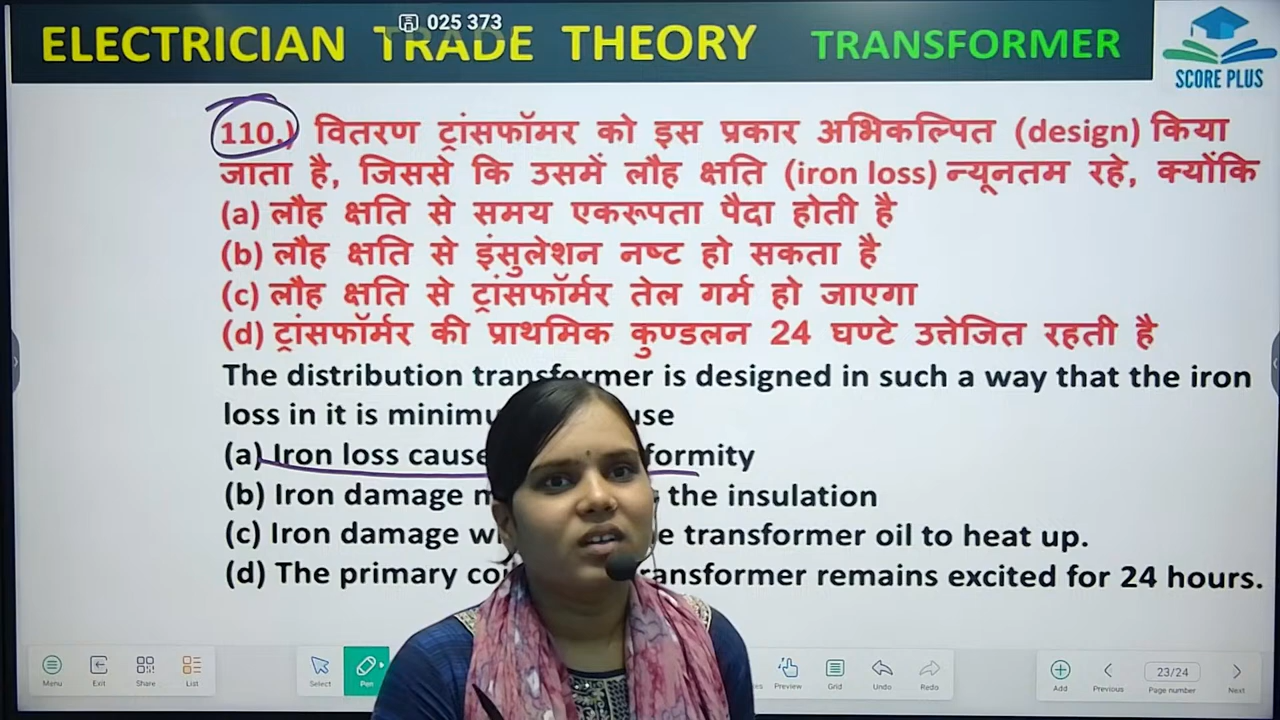 025 373
ELECTRICIAN TRADE THEORY TRANSFORMER
SCORE PLUS
110.) वितरण ट्रांसफॉमर को इस प्रकार अभिकल्पित (design) किया
जाता है, जिससे कि उसमें लौह क्षति (iron loss) न्यूनतम रहे, क्योंकि
(a) लौह क्षति से समय एकरूपता पैदा होती है
(b) लौह क्षति से इंसुलेशन नष्ट हो सकता है
(c) लौह क्षति से ट्रांसफॉर्मर तेल गर्म हो जाएगा
(d) ट्रांसफॉर्मर की प्राथमिक कुण्डलन 24 घण्टे उत्तेजित रहती है
The distribution transformer is designed in such a way that the iron
loss in it is
(a) Iron loss
(b) Iron damage the insulation
(c) Iron damage transformer oil to heat up.
(d) The primary remains excited for 24 hours.
Menu Exit Share List Select Pen Preview Grid Undo Redo Add Previous 23/24 Page number Next